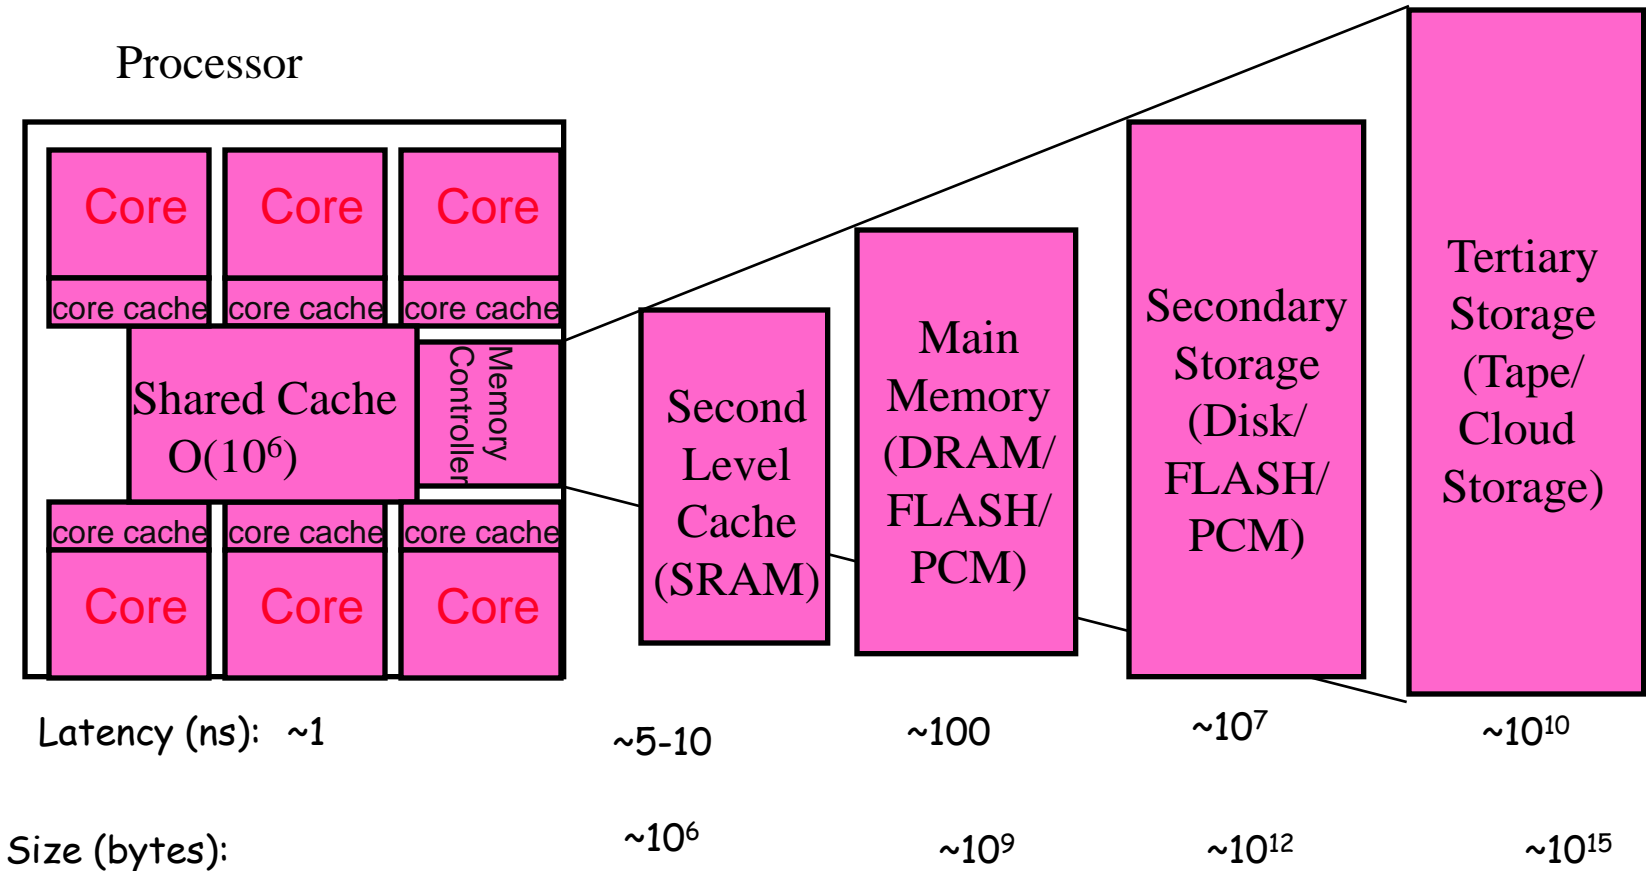 Processor
Core
Core
Core
core cache
core cache
core cache
Shared Cache
O(10⁶)
Memory
Controller
core cache
core cache
core cache
Core
Core
Core
Second
Level
Cache
(SRAM)
Main
Memory
(DRAM/
FLASH/
PCM)
Secondary
Storage
(Disk/
FLASH/
PCM)
Tertiary
Storage
(Tape/
Cloud
Storage)
Latency (ns): ~1
~5-10
~100
~10⁷
~10¹⁰
Size (bytes):
~10⁶
~10⁹
~10¹²
~10¹⁵